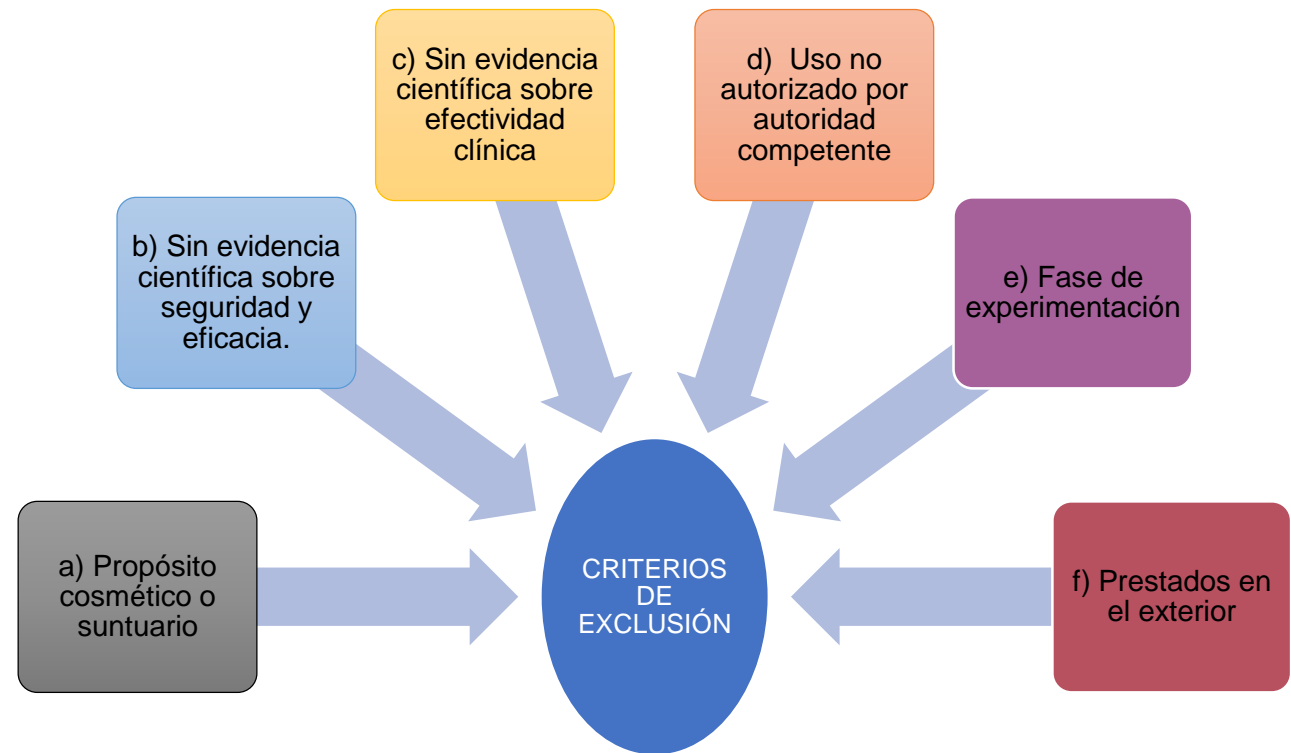 a) Propósito
cosmético o
suntuario
b) Sin evidencia
científica sobre
seguridad y
eficacia.
c) Sin evidencia
científica sobre
efectividad
clínica
d) Uso no
autorizado por
autoridad
competente
e) Fase de
experimentación
f) Prestados en
el exterior
CRITERIOS
DE
EXCLUSIÓN